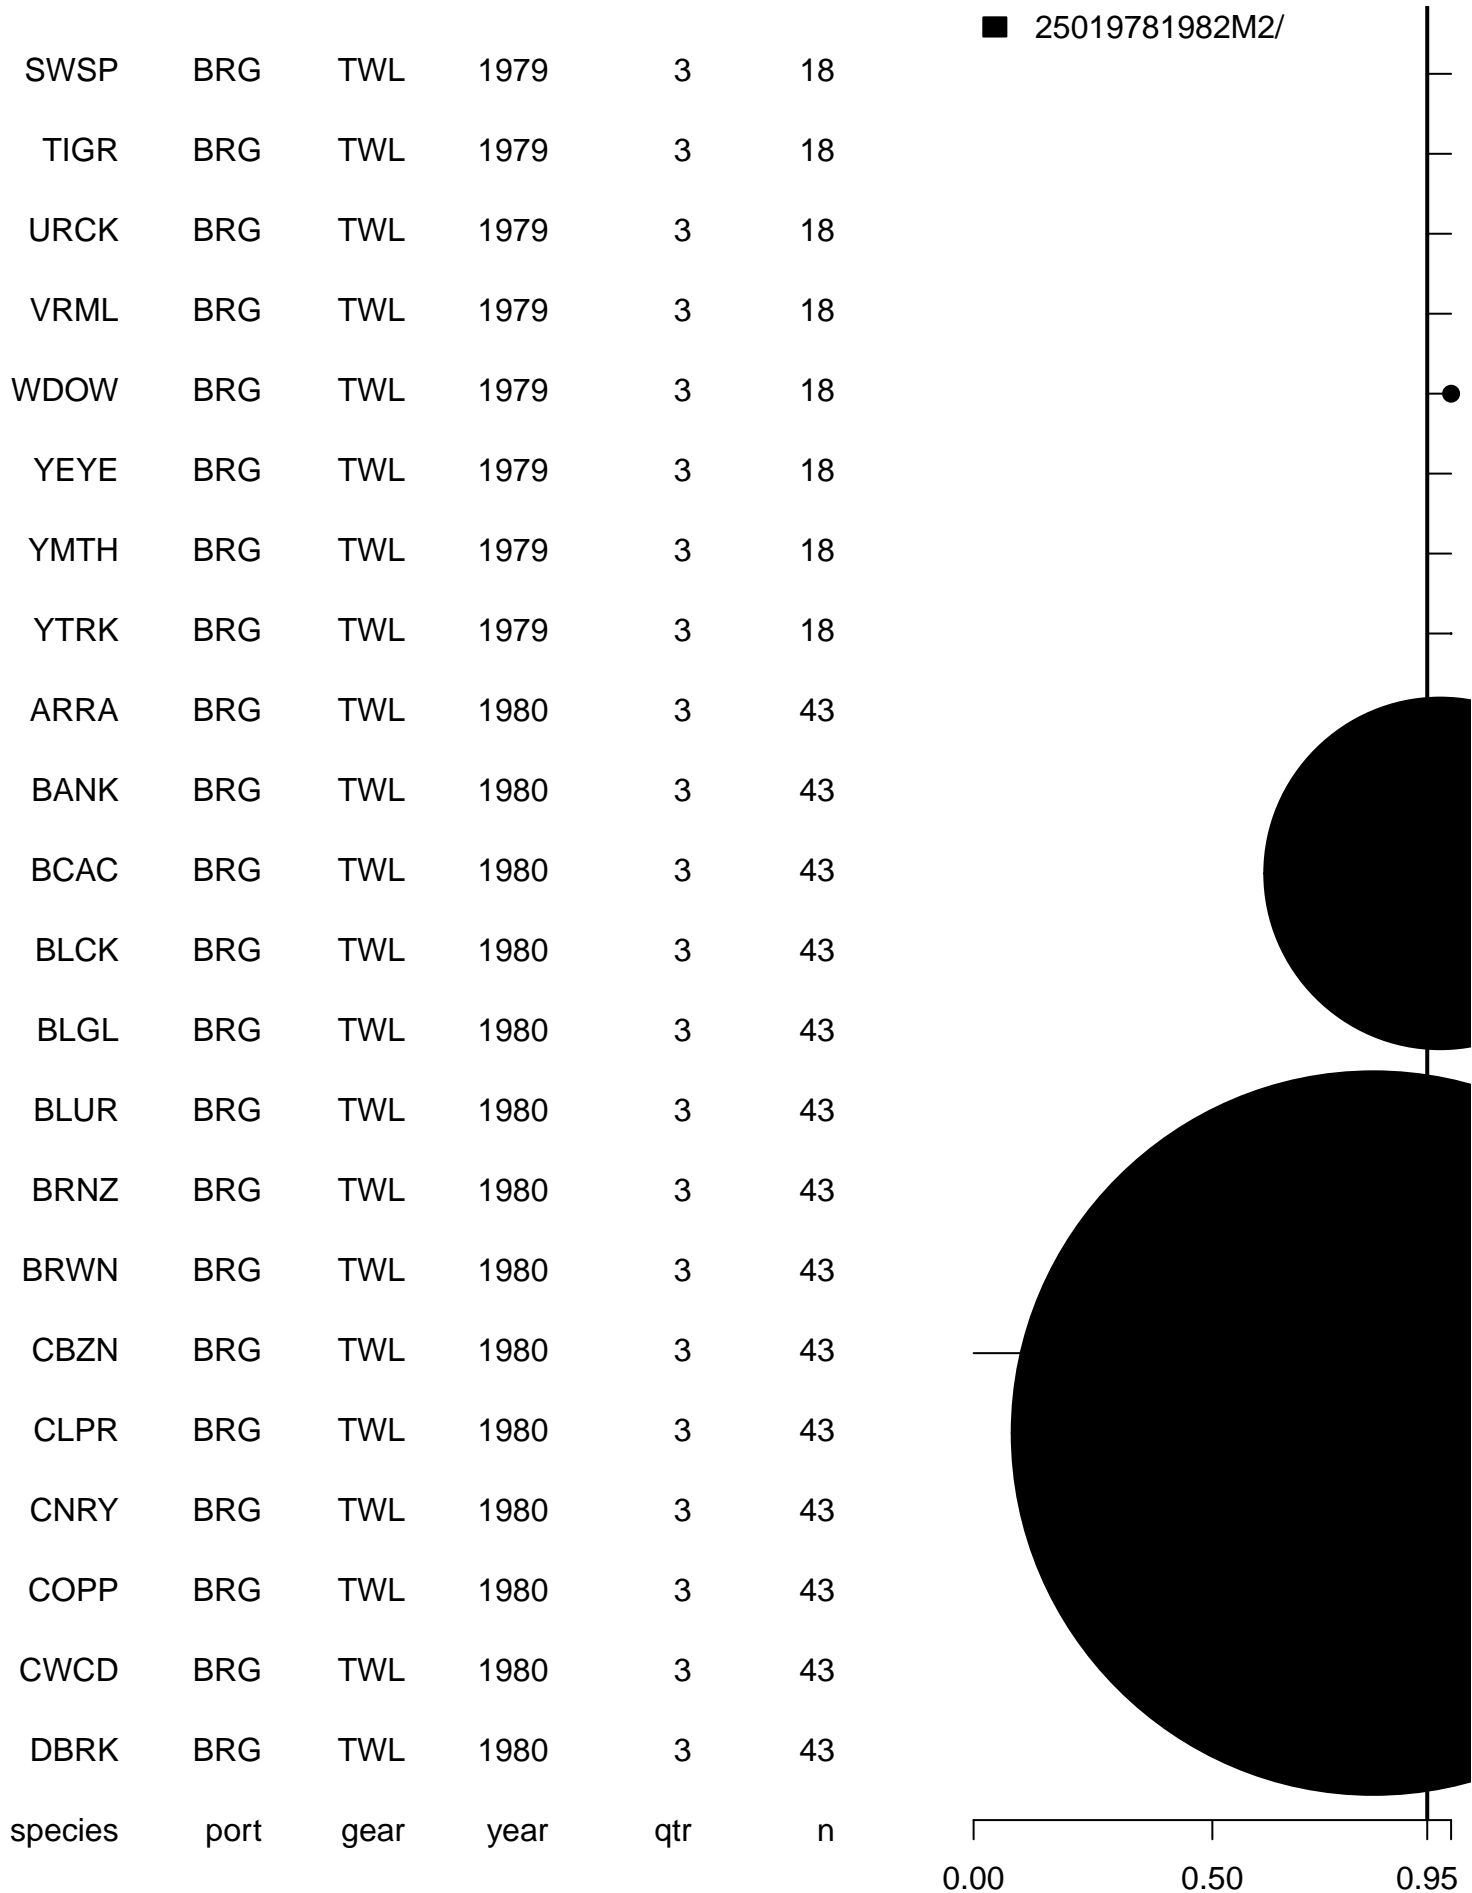 25019781982M2/
SWSP BRG TWL 1979 3 18
TIGR BRG TWL 1979 3 18
URCK BRG TWL 1979 3 18
VRML BRG TWL 1979 3 18
WDOW BRG TWL 1979 3 18
YEYE BRG TWL 1979 3 18
YMTH BRG TWL 1979 3 18
YTRK BRG TWL 1979 3 18
ARRA BRG TWL 1980 3 43
BANK BRG TWL 1980 3 43
BCAC BRG TWL 1980 3 43
BLCK BRG TWL 1980 3 43
BLGL BRG TWL 1980 3 43
BLUR BRG TWL 1980 3 43
BRNZ BRG TWL 1980 3 43
BRWN BRG TWL 1980 3 43
CBZN BRG TWL 1980 3 43
CLPR BRG TWL 1980 3 43
CNRY BRG TWL 1980 3 43
COPP BRG TWL 1980 3 43
CWCD BRG TWL 1980 3 43
DBRK BRG TWL 1980 3 43
species port gear year qtr n
0.00 0.50 0.95